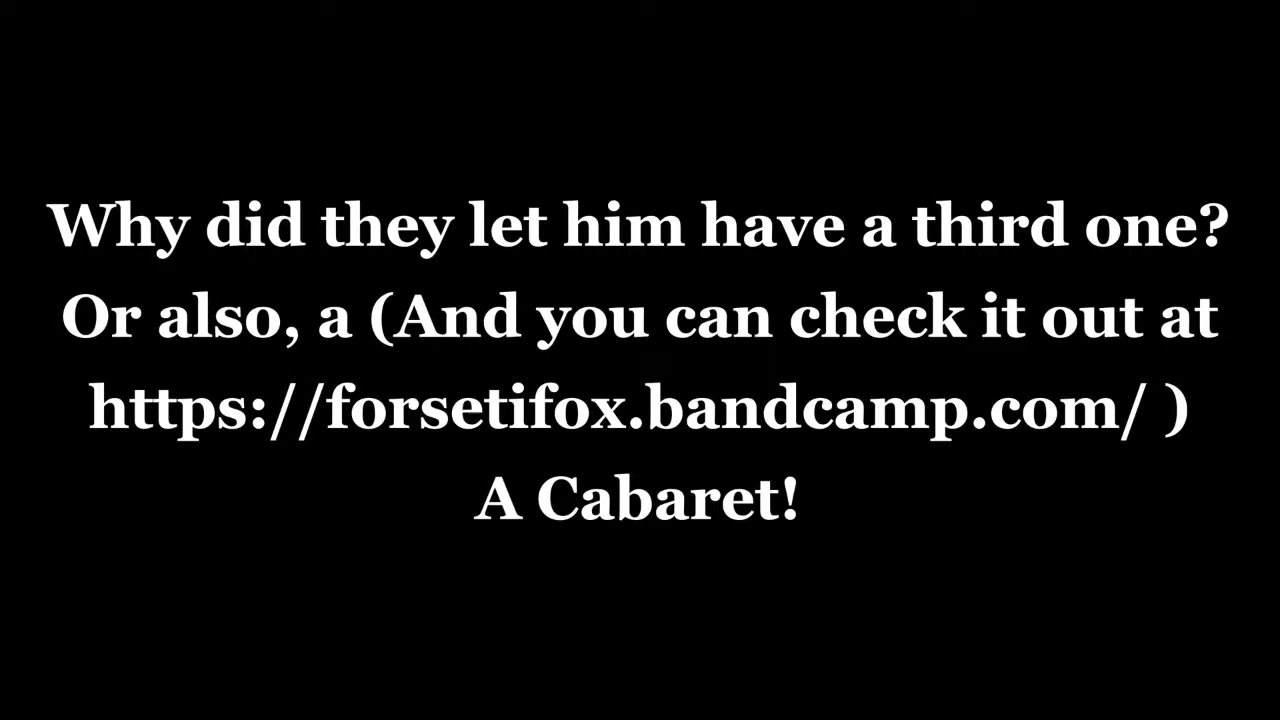 Why did they let him have a third one?
Or also, a (And you can check it out at
https://forsetifox.bandcamp.com/ )
A Cabaret!